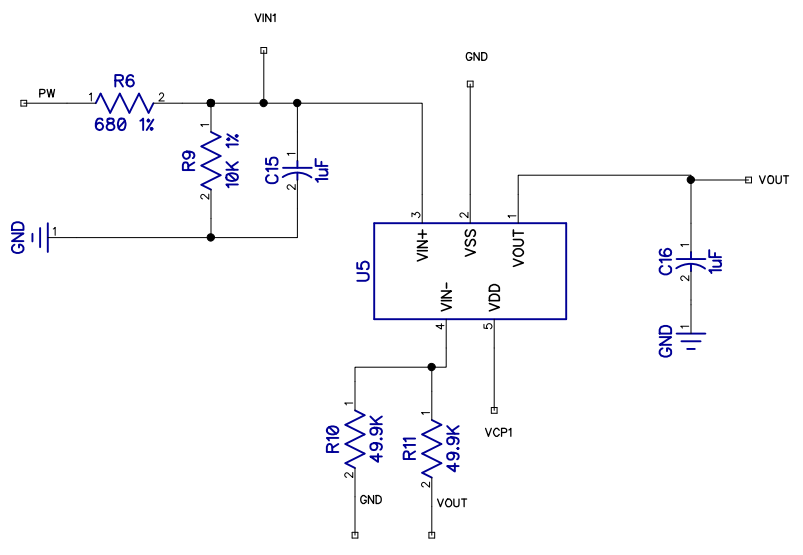 VIN1
GND
PW
1
R6
2
680 1%
1
R9
10K 1%
2
1
C15
1uF
2
GND
1
3
2
1
VIN+
VSS
VOUT
U5
VIN-
VDD
4
5
VOUT
1
C16
1uF
2
GND
1
VCP1
1
R10
49.9K
2
1
R11
49.9K
2
GND
VOUT